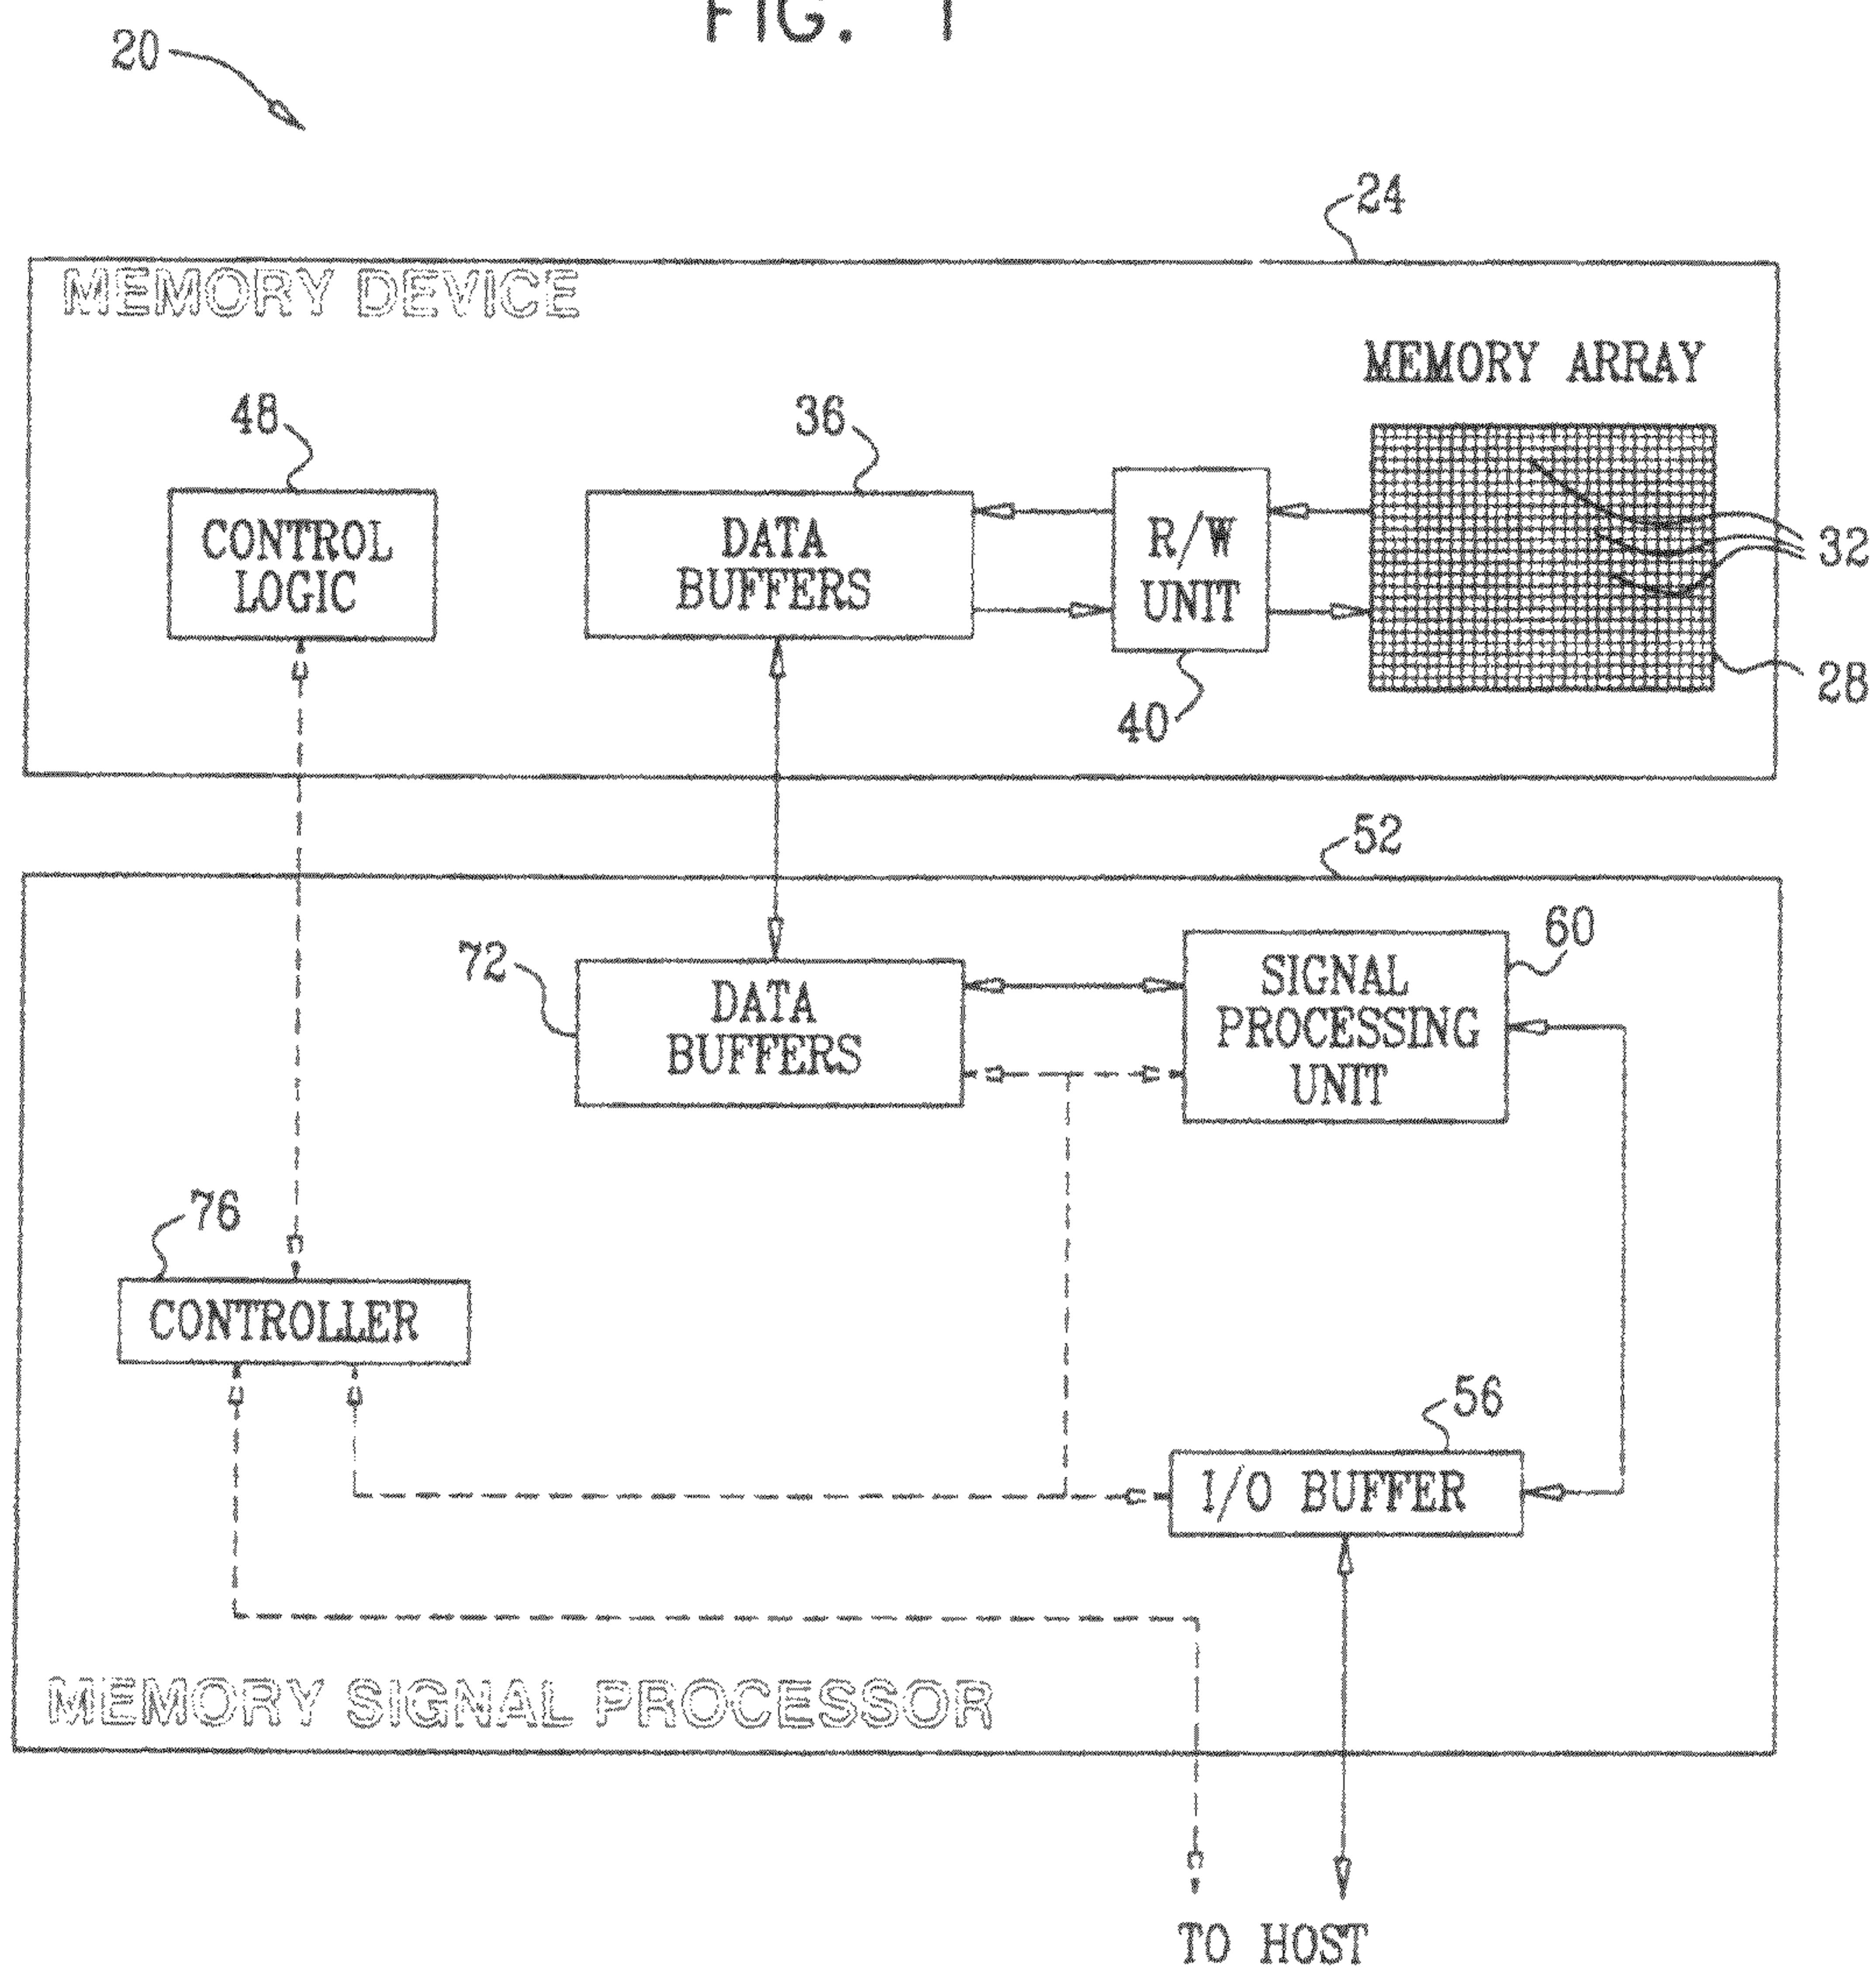 FIG. 1
20
24
MEMORY DEVICE
MEMORY ARRAY
48
36
CONTROL
LOGIC
DATA
BUFFERS
R/W
UNIT
32
28
40
52
60
72
DATA
BUFFERS
SIGNAL
PROCESSING
UNIT
76
CONTROLLER
56
I/O BUFFER
MEMORY SIGNAL PROCESSOR
TO HOST